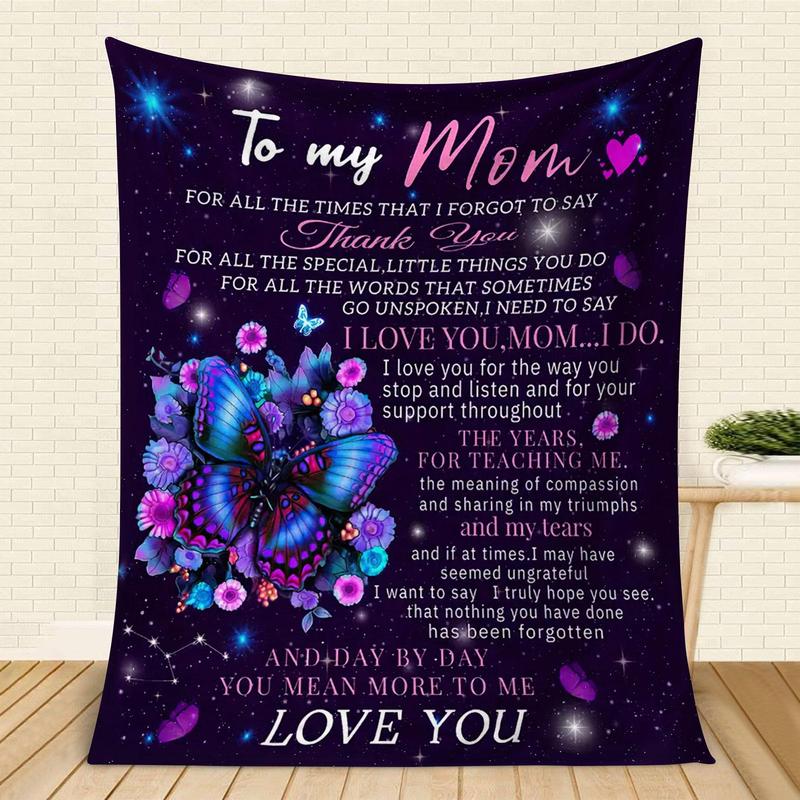 To my Mom
FOR ALL THE TIMES THAT I FORGOT TO SAY
Thank You
FOR ALL THE SPECIAL,LITTLE THINGS YOU DO
FOR ALL THE WORDS THAT SOMETIMES
GO UNSPOKEN,I NEED TO SAY
I LOVE YOU,MOM...I DO.
I love you for the way you
stop and listen and for your
support throughout
THE YEARS,
FOR TEACHING ME.
the meaning of compassion
and sharing in my triumphs
and my tears
and if at times.I may have
seemed ungrateful
I want to say I truly hope you see.
that nothing you have done
has been forgotten
AND DAY BY DAY
YOU MEAN MORE TO ME
LOVE YOU